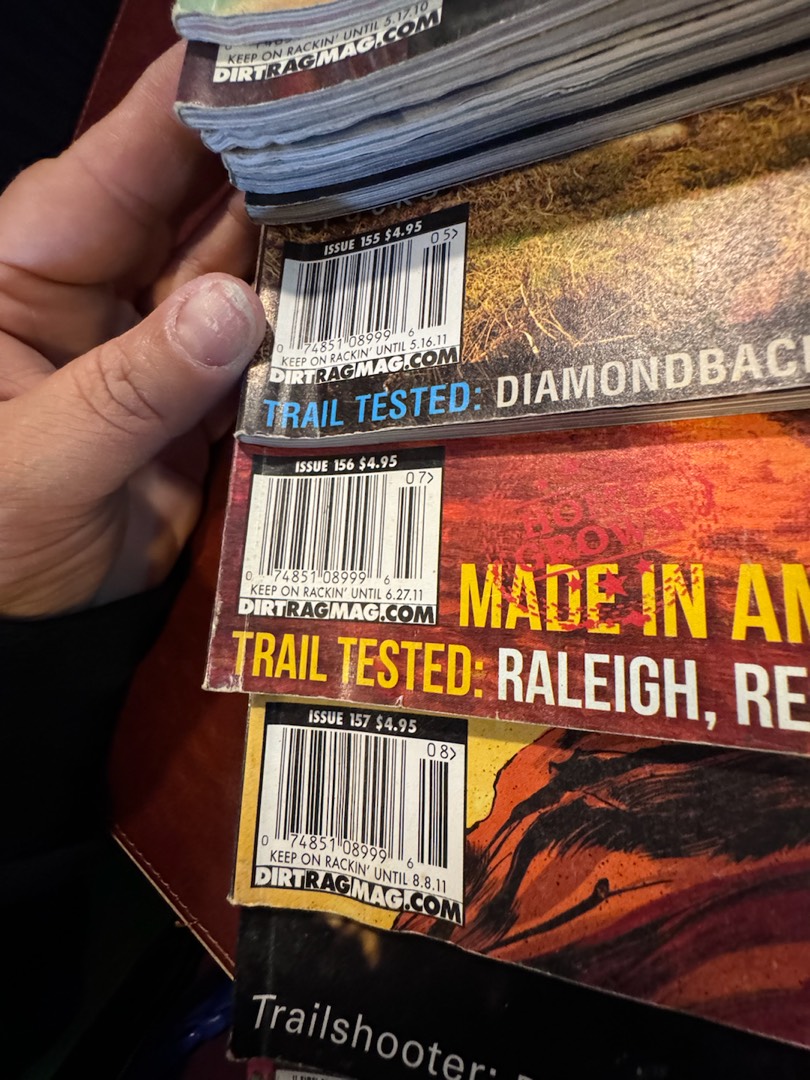 KEEP ON RACKIN' UNTIL 5.17.10
DIRTRAGMAG.COM
ISSUE 155 $4.95
05>
0 74851 08999 6
KEEP ON RACKIN' UNTIL 5.16.11
DIRTRAGMAG.COM
TRAIL TESTED: DIAMONDBAC
ISSUE 156 $4.95
07>
0 74851 08999 6
KEEP ON RACKIN' UNTIL 6.27.11
DIRTRAGMAG.COM
GROWN
MADE IN AM
TRAIL TESTED: RALEIGH, RE
ISSUE 157 $4.95
08>
0 74851 08999 6
KEEP ON RACKIN' UNTIL 8.8.11
DIRTRAGMAG.COM
Trailshooter: